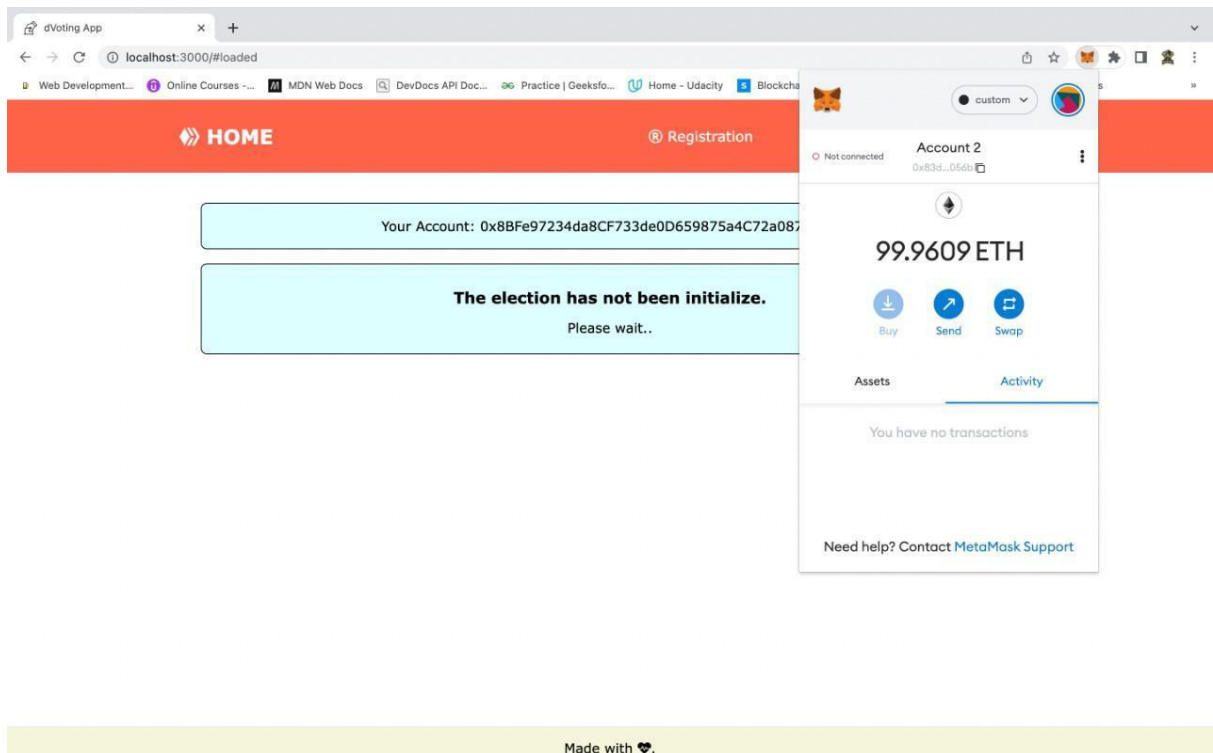 dVoting App
localhost:3000/#loaded
Web Development... Online Courses -... MDN Web Docs DevDocs API Doc... Practice | Geeksfo... Home - Udacity Blockcha s
HOME
® Registration
custom
Not connected
Account 2
0x83d...056b
Your Account: 0x8BFe97234da8CF733de0D659875a4C72a087
99.9609 ETH
The election has not been initialize.
Please wait..
Buy Send Swap
Assets Activity
You have no transactions
Need help? Contact MetaMask Support
Made with .